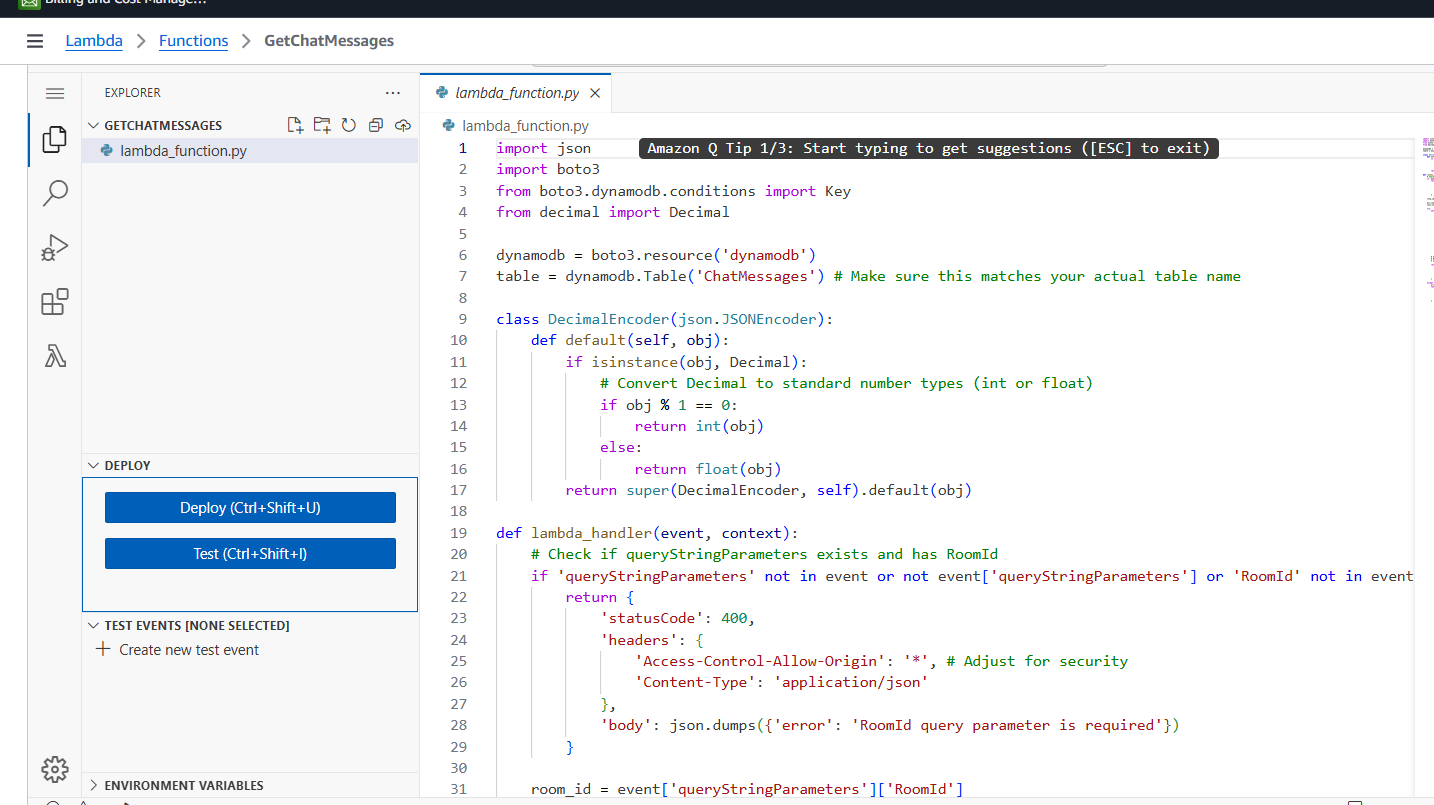 Billing and Cost Manage...
Lambda > Functions > GetChatMessages
EXPLORER
GETCHATMESSAGES
lambda_function.py
DEPLOY
Deploy (Ctrl+Shift+U)
Test (Ctrl+Shift+I)
TEST EVENTS [NONE SELECTED]
Create new test event
ENVIRONMENT VARIABLES
lambda_function.py
lambda_function.py
1 import json
Amazon Q Tip 1/3: Start typing to get suggestions ([ESC] to exit)
2 import boto3
3 from boto3.dynamodb.conditions import Key
4 from decimal import Decimal
5
6 dynamodb = boto3.resource('dynamodb')
7 table = dynamodb.Table('ChatMessages') # Make sure this matches your actual table name
8
9 class DecimalEncoder(json.JSONEncoder):
10     def default(self, obj):
11         if isinstance(obj, Decimal):
12             # Convert Decimal to standard number types (int or float)
13             if obj % 1 == 0:
14                 return int(obj)
15             else:
16                 return float(obj)
17         return super(DecimalEncoder, self).default(obj)
18
19 def lambda_handler(event, context):
20     # Check if queryStringParameters exists and has RoomId
21     if 'queryStringParameters' not in event or not event['queryStringParameters'] or 'RoomId' not in event
22         return {
23             'statusCode': 400,
24             'headers': {
25                 'Access-Control-Allow-Origin': '*', # Adjust for security
26                 'Content-Type': 'application/json'
27             },
28             'body': json.dumps({'error': 'RoomId query parameter is required'})
29         }
30
31     room_id = event['queryStringParameters']['RoomId']